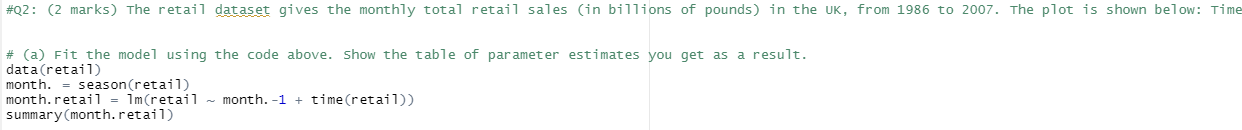 #Q2: (2 marks) The retail dataset gives the monthly total retail sales (in billions of pounds) in the UK, from 1986 to 2007. The plot is shown below: Time
# (a) Fit the model using the code above. Show the table of parameter estimates you get as a result.
data(retail)
month. = season(retail)
month.retail = lm(retail ~ month.-1 + time(retail))
summary(month.retail)